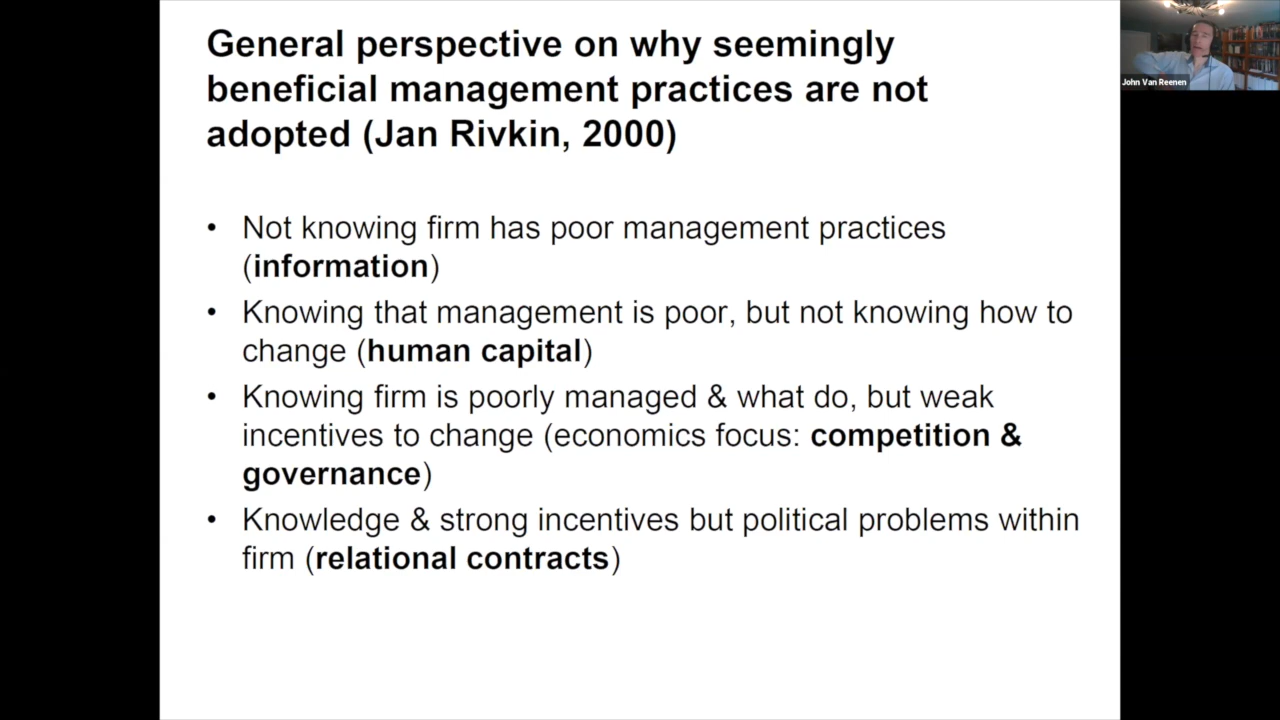 General perspective on why seemingly
beneficial management practices are not
adopted (Jan Rivkin, 2000)
• Not knowing firm has poor management practices
(information)
• Knowing that management is poor, but not knowing how to
change (human capital)
• Knowing firm is poorly managed & what do, but weak
incentives to change (economics focus: competition &
governance)
• Knowledge & strong incentives but political problems within
firm (relational contracts)
John Van Reenen